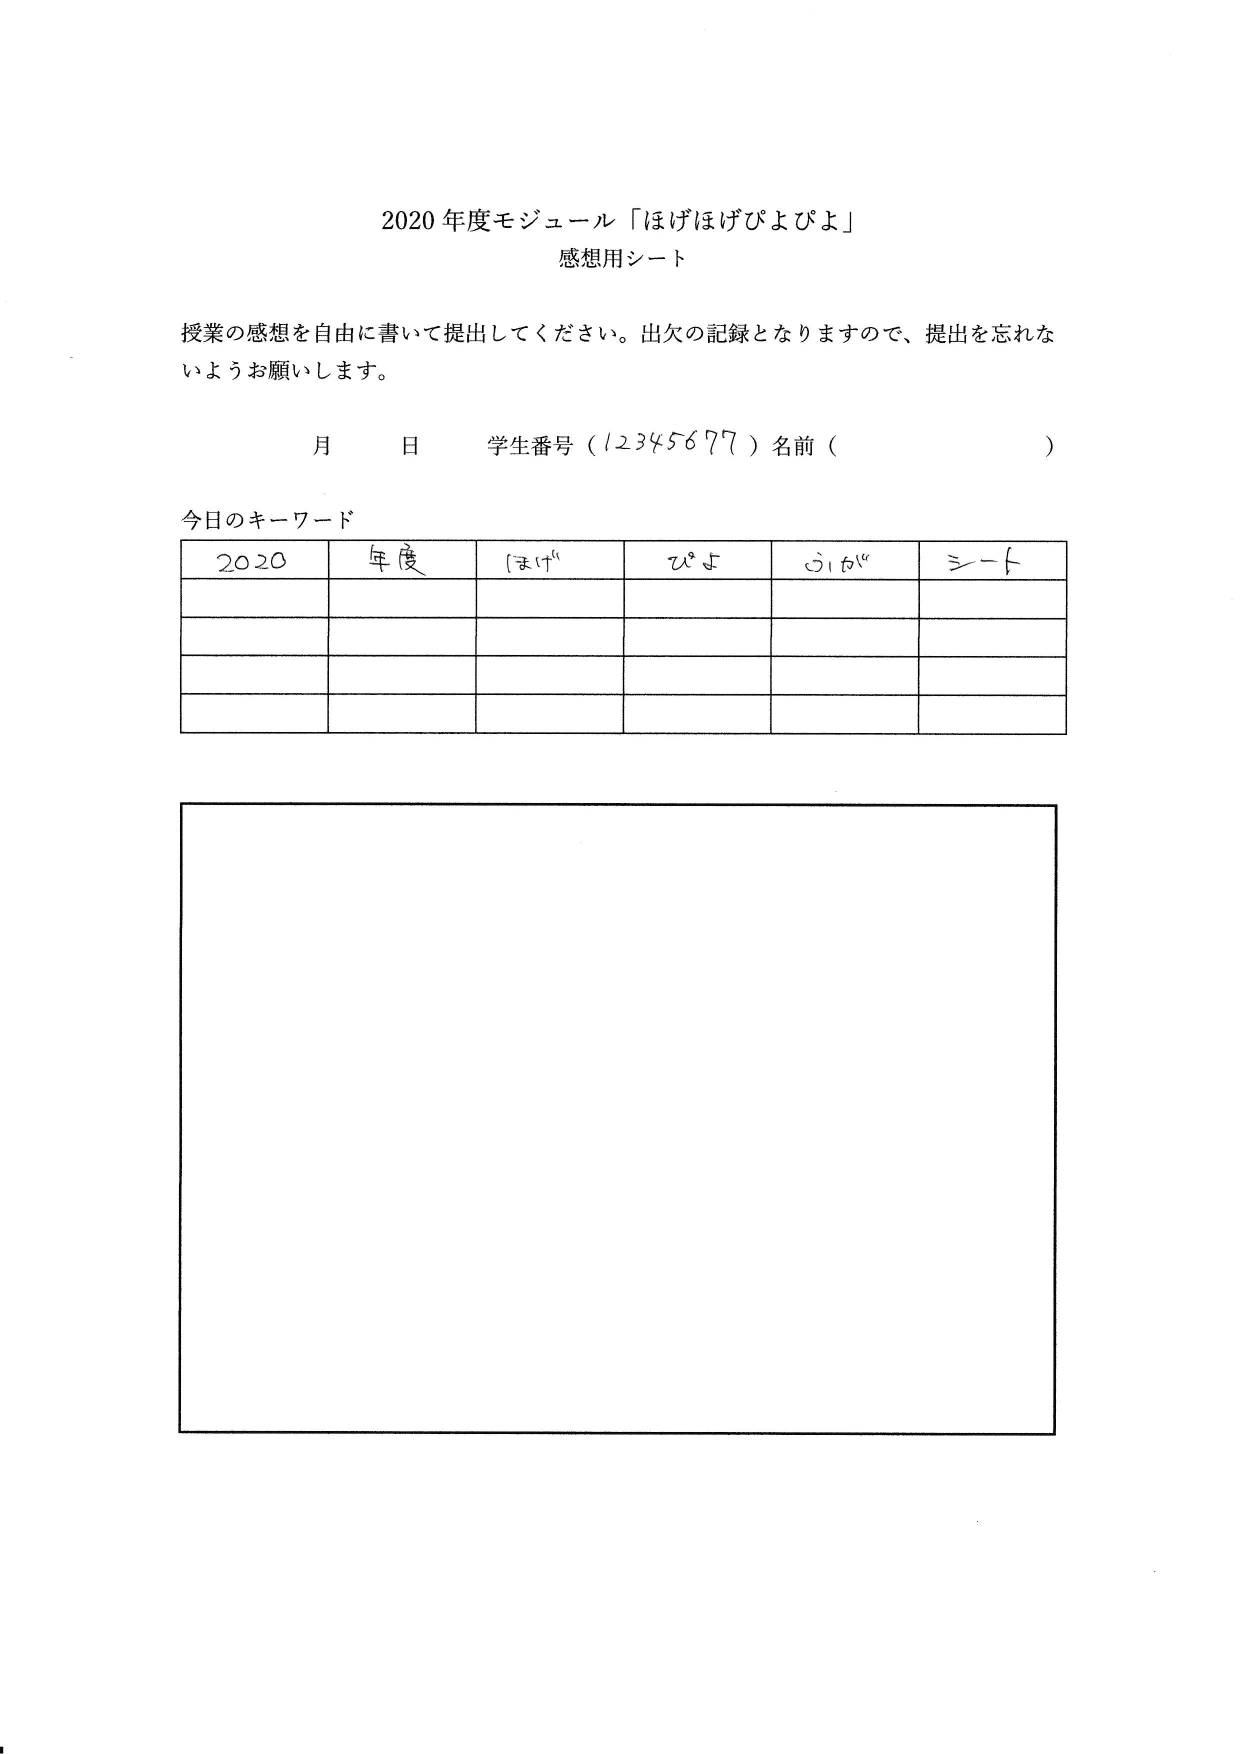 2020 年度モジュール「ほげほげぴよぴよ」
感想用シート
授業の感想を自由に書いて提出してください。出欠の記録となりますので、提出を忘れな
いようお願いします。
月 日 学生番号（12345677）名前（ ）
今日のキーワード
2020 年度 ほげ ぴよ ふが シート